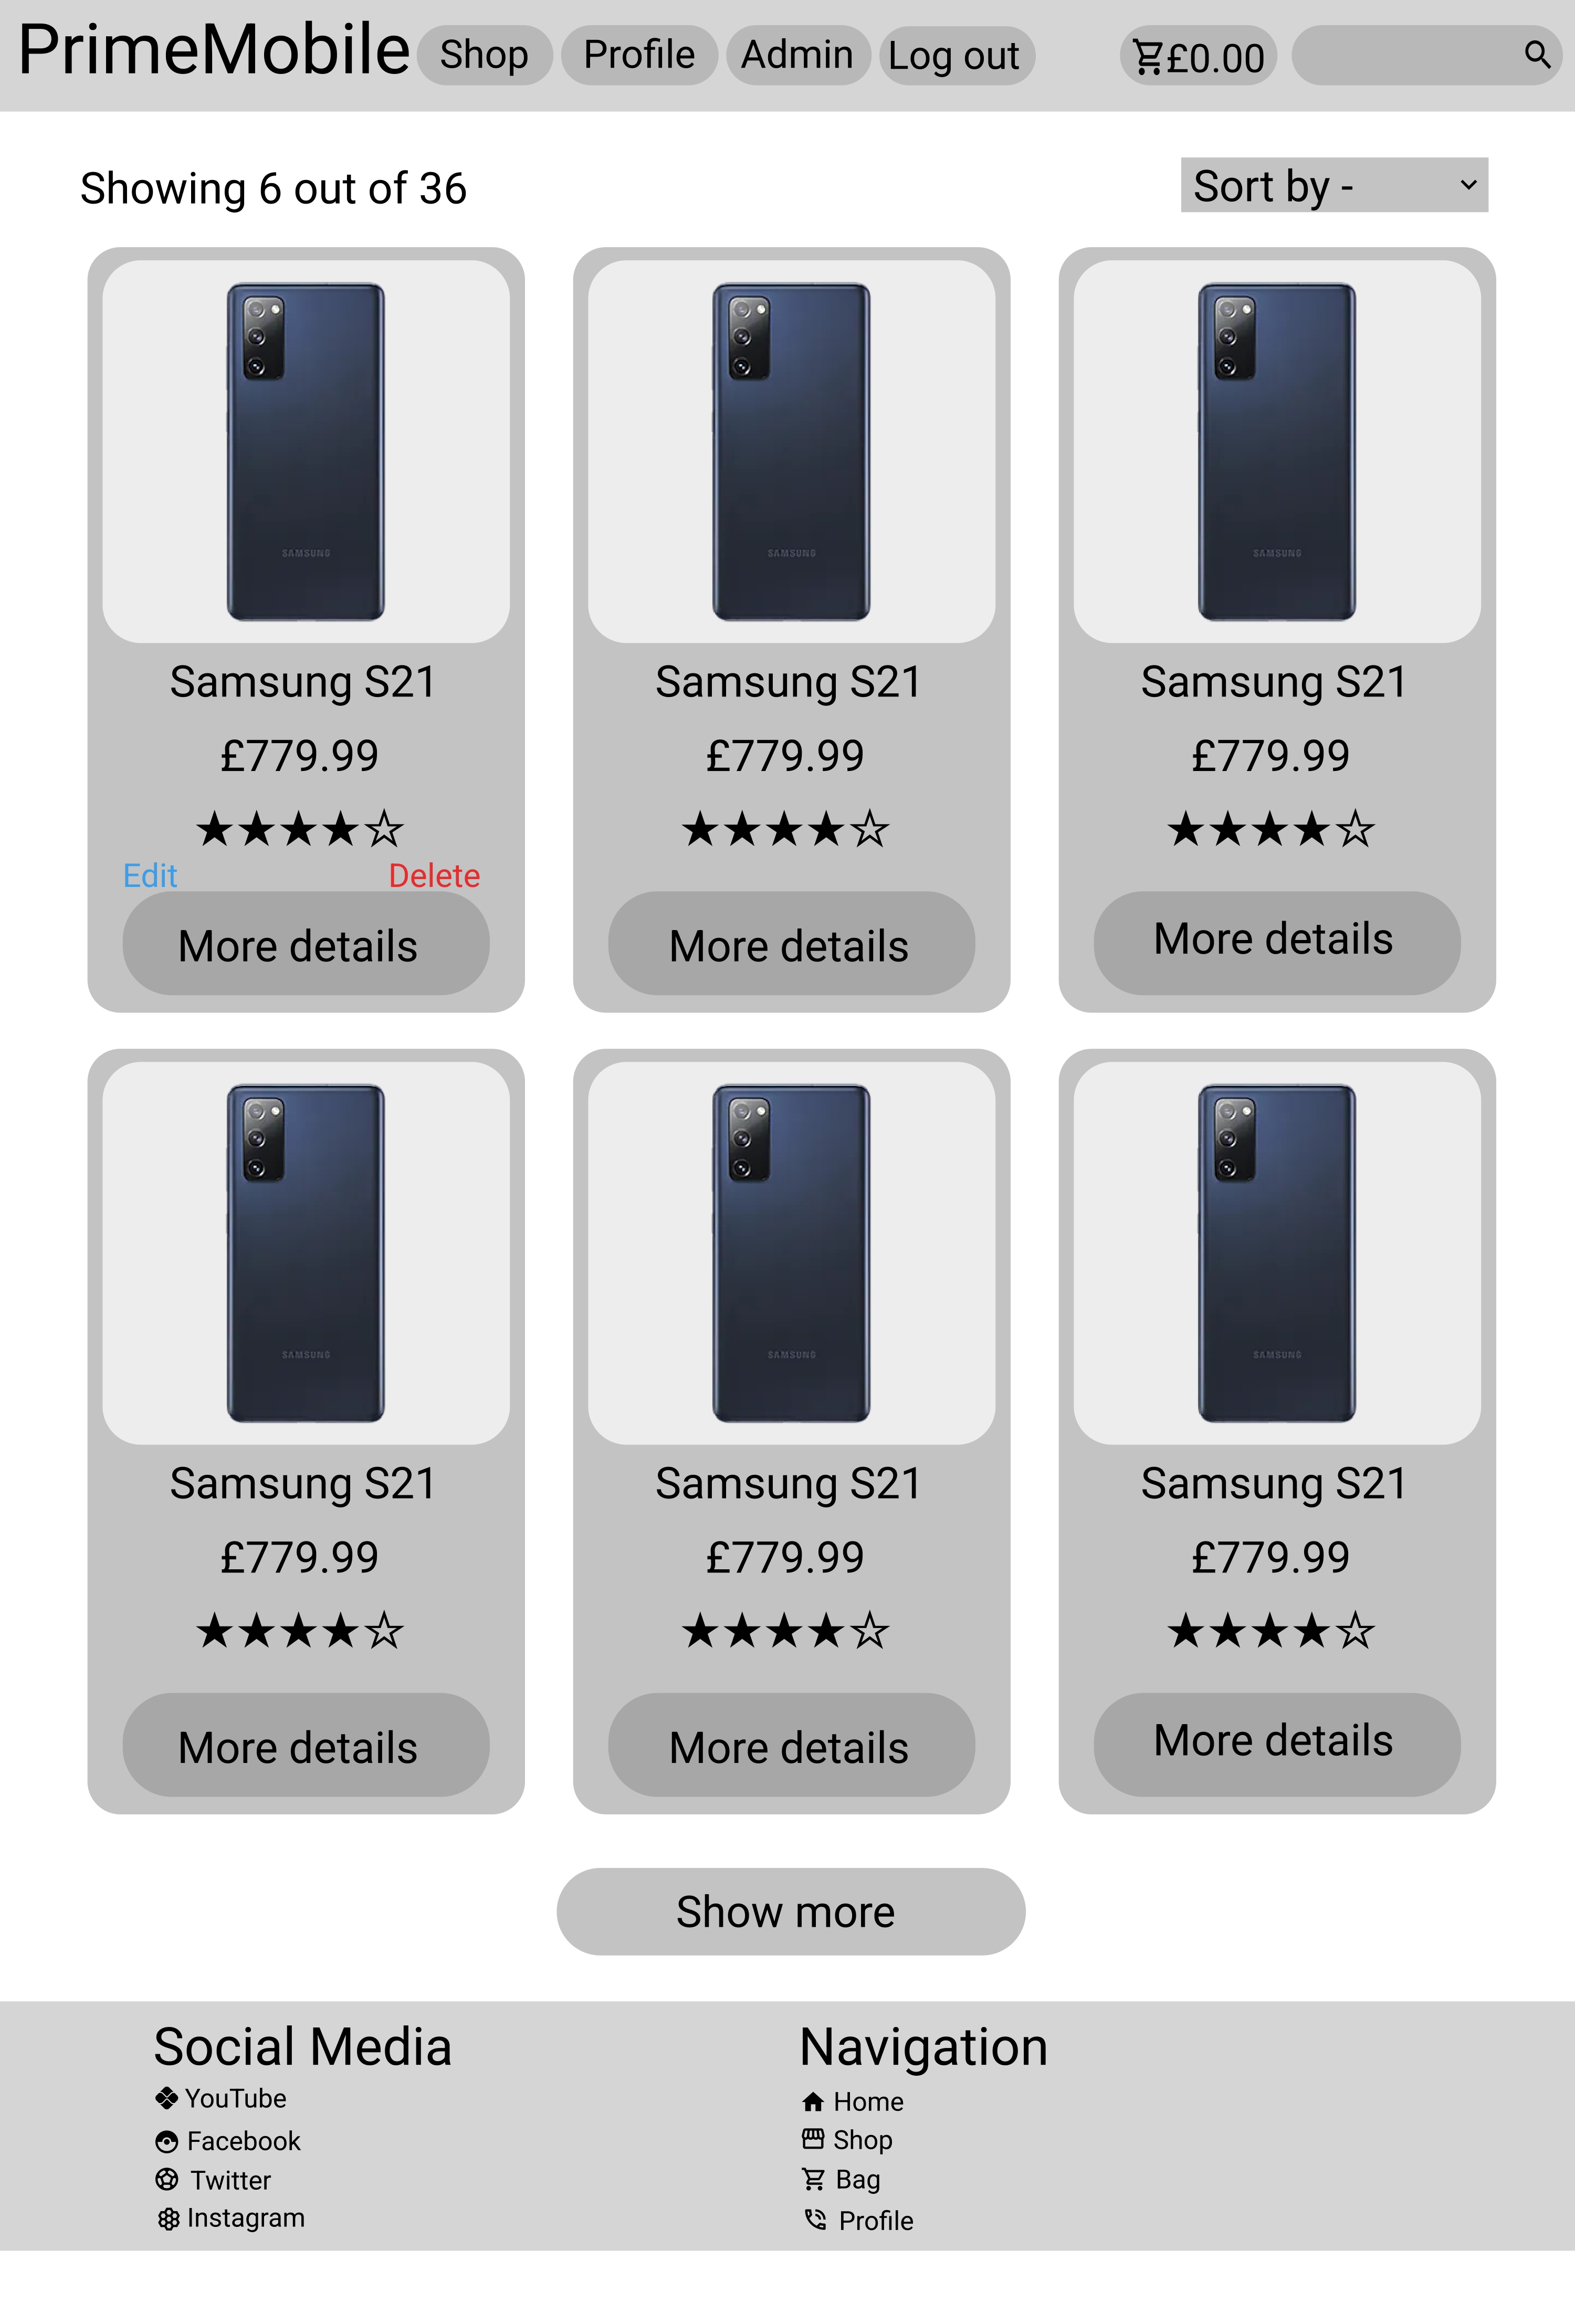 PrimeMobile Shop Profile Admin Log out £0.00
Showing 6 out of 36 Sort by -
SAMSUNG SAMSUNG SAMSUNG
Samsung S21 Samsung S21 Samsung S21
£779.99 £779.99 £779.99
★★★★☆ ★★★★☆ ★★★★☆
Edit Delete
More details More details More details
SAMSUNG SAMSUNG SAMSUNG
Samsung S21 Samsung S21 Samsung S21
£779.99 £779.99 £779.99
★★★★☆ ★★★★☆ ★★★★☆
More details More details More details
Show more
Social Media
YouTube
Facebook
Twitter
Instagram
Navigation
Home
Shop
Bag
Profile